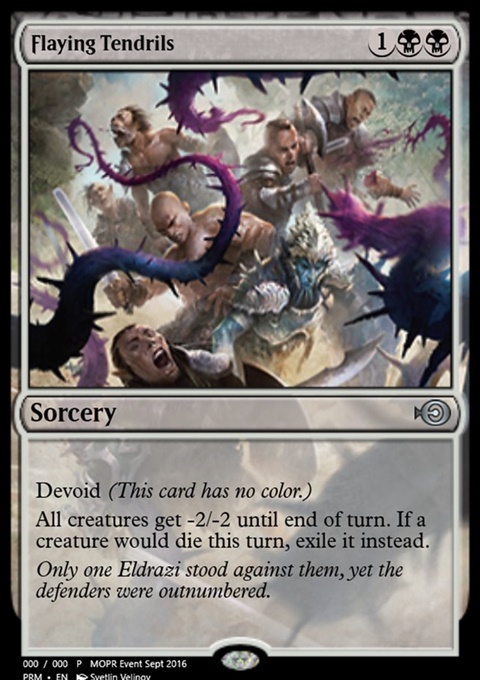 Flaying Tendrils 1
Sorcery
Devoid (This card has no color.)
All creatures get -2/-2 until end of turn. If a
creature would die this turn, exile it instead.
Only one Eldrazi stood against them, yet the
defenders were outnumbered.
000 / 000 P MOPR Event Sept 2016
PRM • EN Svetlin Velinov